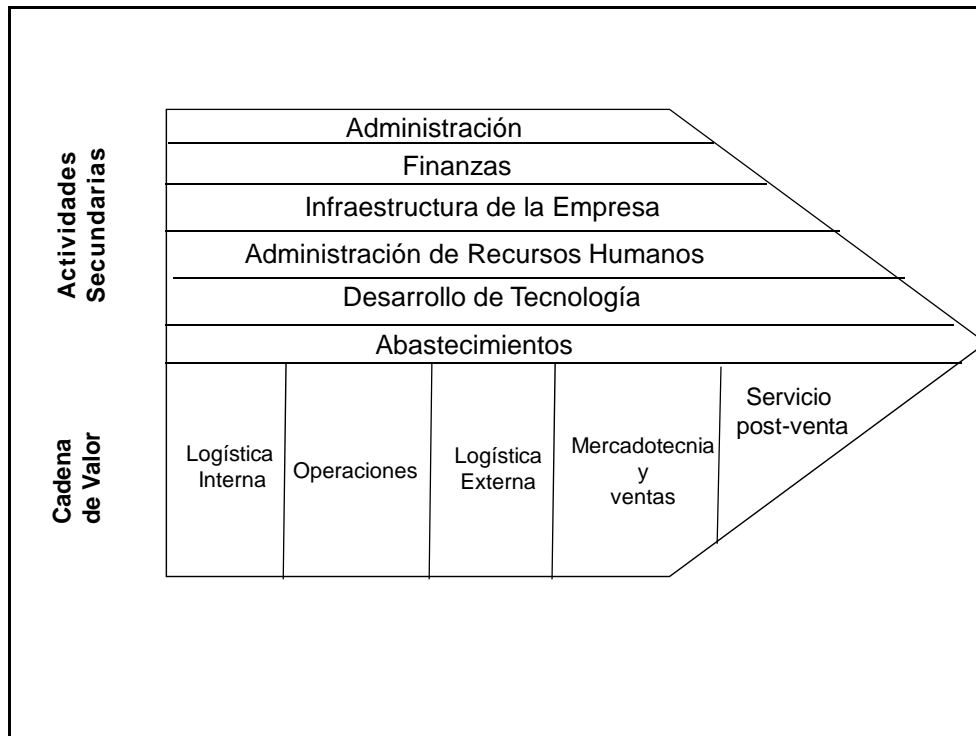 Actividades
Secundarias
Administración
Finanzas
Infraestructura de la Empresa
Administración de Recursos Humanos
Desarrollo de Tecnología
Abastecimientos
Cadena
de Valor
Logística
Interna
Operaciones
Logística
Externa
Mercadotecnia
y
ventas
Servicio
post-venta